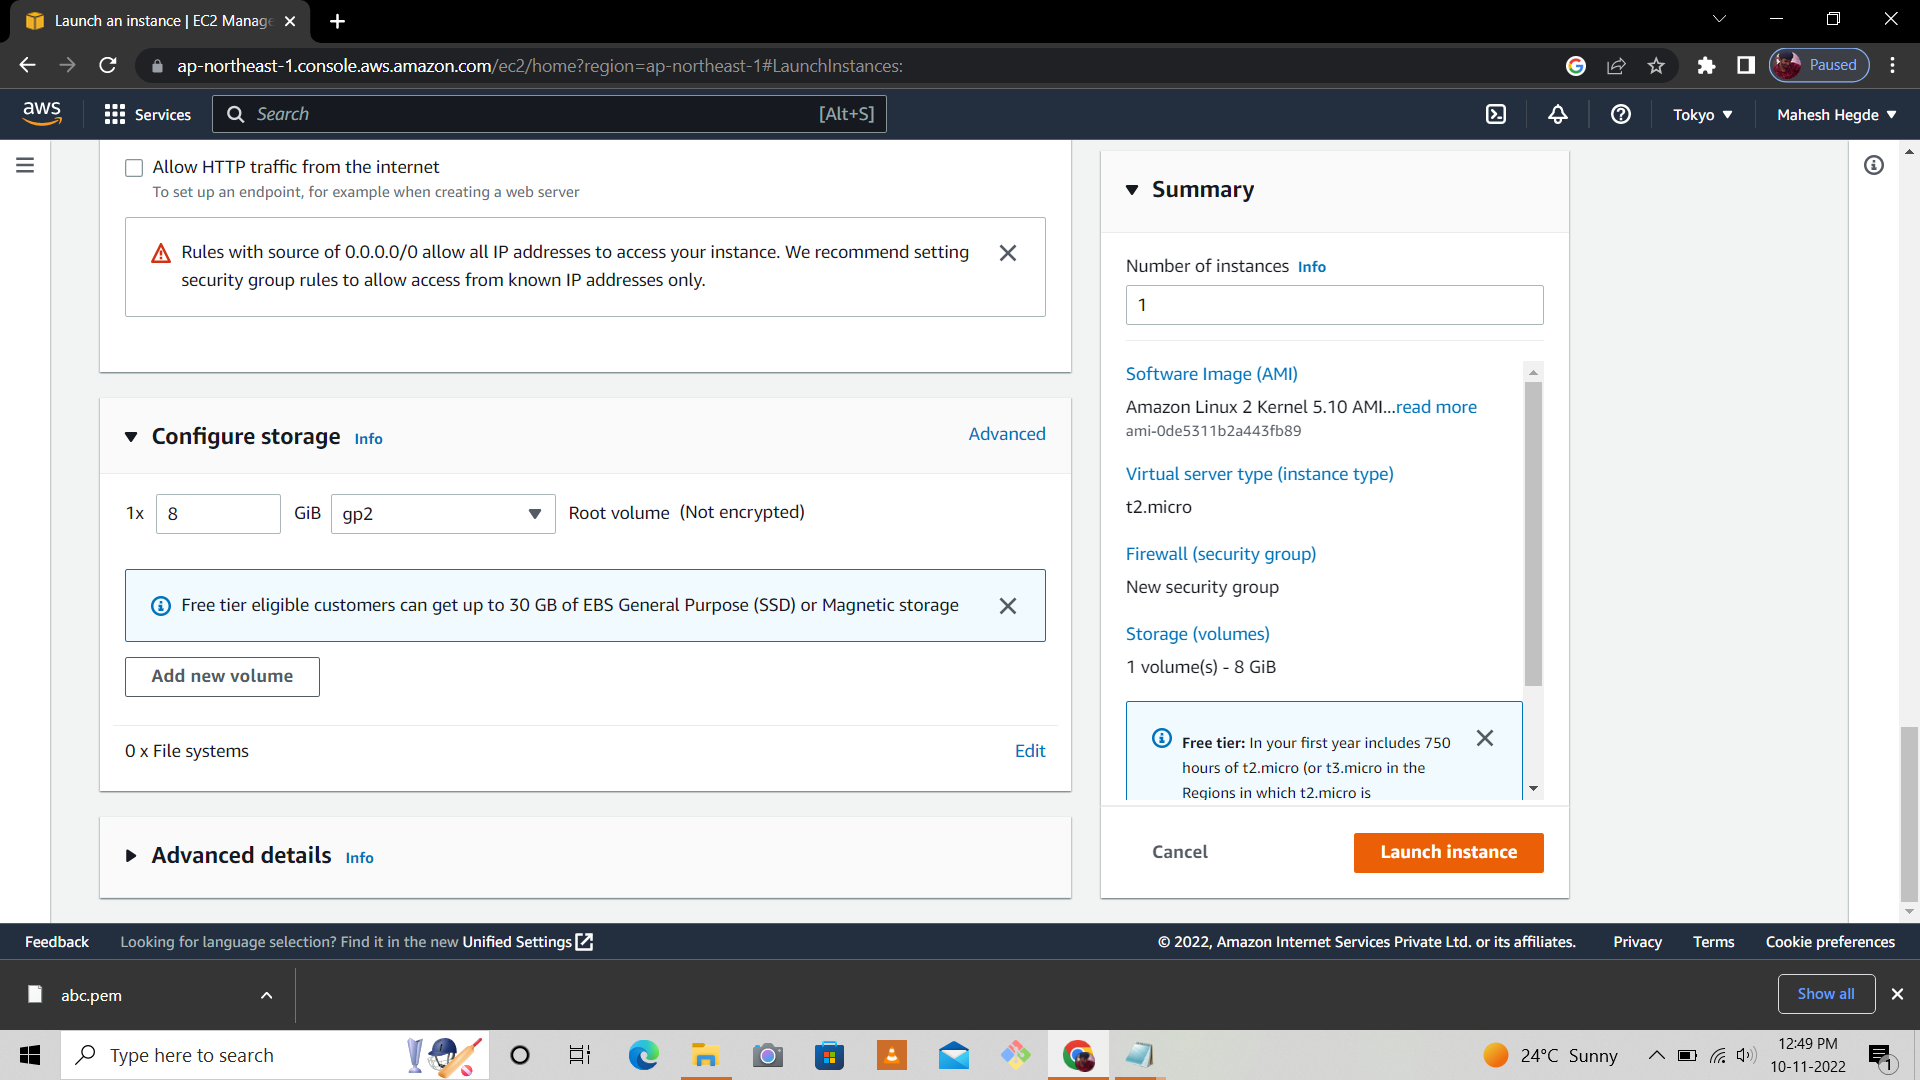 Launch an instance | EC2 Manage
ap-northeast-1.console.aws.amazon.com/ec2/home?region=ap-northeast-1#LaunchInstances:
Paused
aws
Services
Search
[Alt+S]
Tokyo
Mahesh Hegde
Allow HTTP traffic from the internet
To set up an endpoint, for example when creating a web server
Rules with source of 0.0.0.0/0 allow all IP addresses to access your instance. We recommend setting
security group rules to allow access from known IP addresses only.
Configure storage Info
Advanced
1x 8 GiB gp2 Root volume (Not encrypted)
Free tier eligible customers can get up to 30 GB of EBS General Purpose (SSD) or Magnetic storage
Add new volume
0 x File systems
Edit
Advanced details Info
Summary
Number of instances Info
1
Software Image (AMI)
Amazon Linux 2 Kernel 5.10 AMI...read more
ami-0de5311b2a443fb89
Virtual server type (instance type)
t2.micro
Firewall (security group)
New security group
Storage (volumes)
1 volume(s) - 8 GiB
Free tier: In your first year includes 750
hours of t2.micro (or t3.micro in the
Regions in which t2.micro is
Cancel
Launch instance
Feedback
Looking for language selection? Find it in the new Unified Settings
© 2022, Amazon Internet Services Private Ltd. or its affiliates.
Privacy
Terms
Cookie preferences
abc.pem
Show all
Type here to search
24°C Sunny
12:49 PM
10-11-2022
1